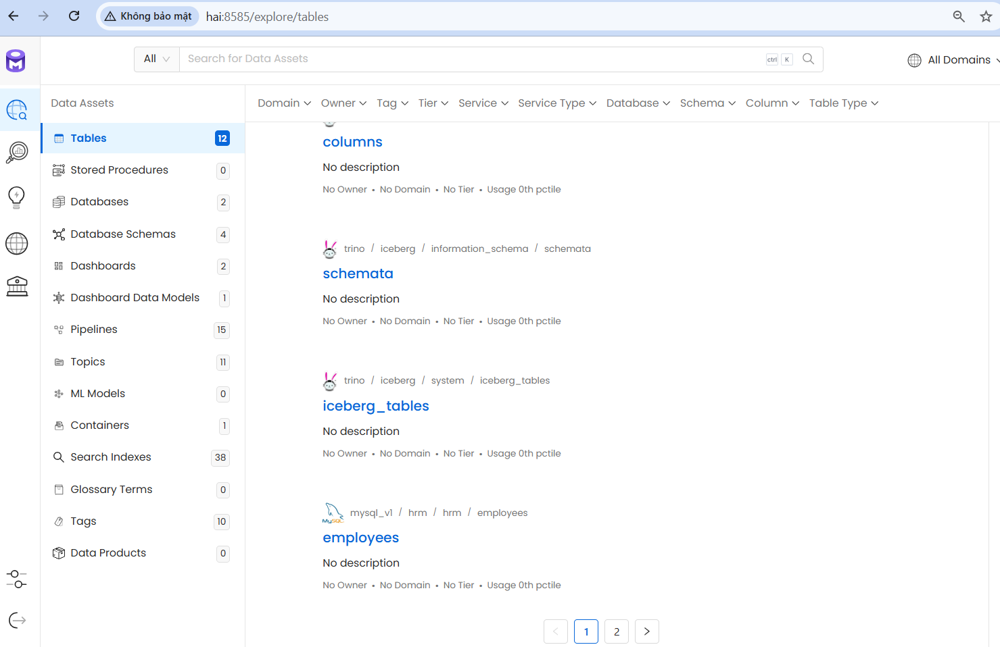 Không bảo mật hai:8585/explore/tables
All Search for Data Assets ctrl K
All Domains
Data Assets
Domain Owner Tag Tier Service Service Type Database Schema Column Table Type
Tables 12
Stored Procedures 0
Databases 2
Database Schemas 4
Dashboards 2
Dashboard Data Models 1
Pipelines 15
Topics 11
ML Models 0
Containers 1
Search Indexes 38
Glossary Terms 0
Tags 10
Data Products 0
columns
No description
No Owner • No Domain • No Tier • Usage 0th pctile
trino / iceberg / information_schema / schemata
schemata
No description
No Owner • No Domain • No Tier • Usage 0th pctile
trino / iceberg / system / iceberg_tables
iceberg_tables
No description
No Owner • No Domain • No Tier • Usage 0th pctile
MySQL mysql_v1 / hrm / hrm / employees
employees
No description
No Owner • No Domain • No Tier • Usage 0th pctile
< 1 2 >